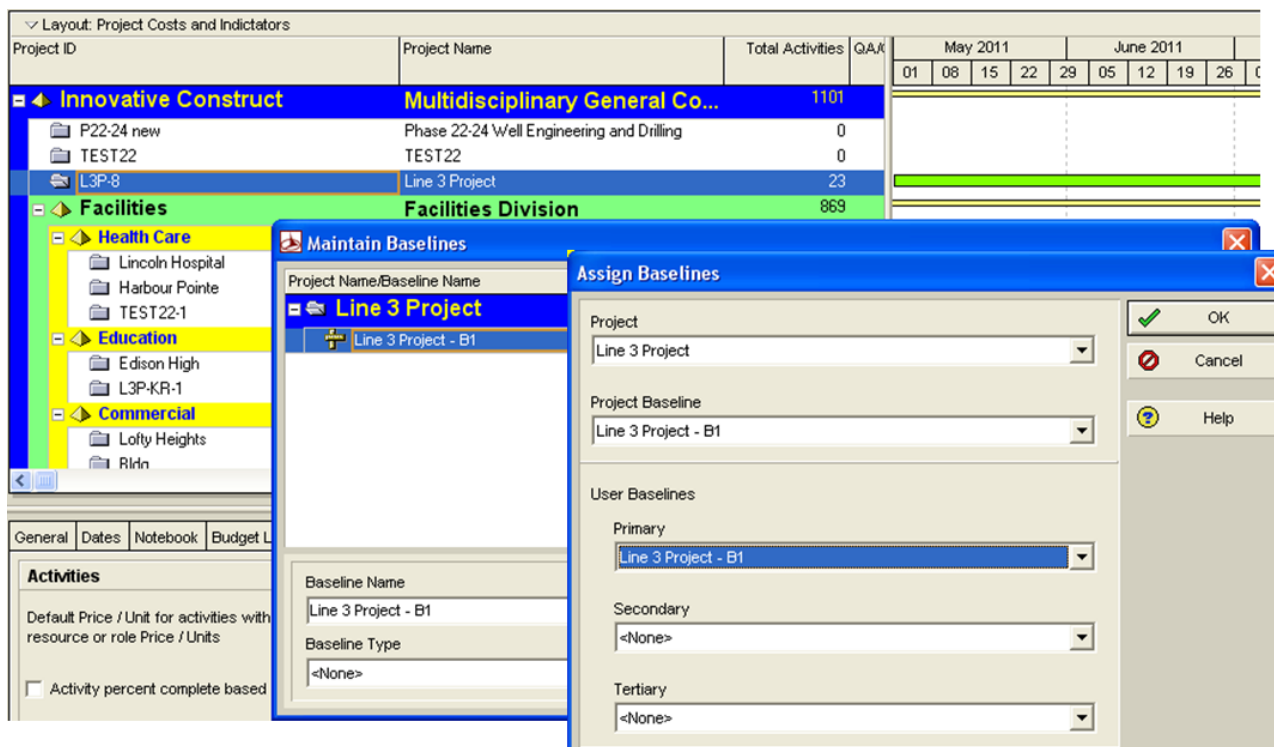 Layout: Project Costs and Indictators
Project ID Project Name Total Activities QA/ May 2011 June 2011
01 08 15 22 29 05 12 19 26
Innovative Construct Multidisciplinary General Co... 1101
P22-24 new Phase 22-24 Well Engineering and Drilling 0
TEST22 TEST22 0
L3P-8 Line 3 Project 23
Facilities Facilities Division 869
Health Care
Lincoln Hospital
Harbour Pointe
TEST22-1
Education
Edison High
L3P-KR-1
Commercial
Lofty Heights
Bldg
General Dates Notebook Budget L
Activities
Default Price / Unit for activities with
resource or role Price / Units
Activity percent complete based
Maintain Baselines
Project Name/Baseline Name
Line 3 Project
Line 3 Project - B1
Baseline Name
Line 3 Project - B1
Baseline Type
<None>
Assign Baselines
Project
Line 3 Project
Project Baseline
Line 3 Project - B1
User Baselines
Primary
Line 3 Project - B1
Secondary
<None>
Tertiary
<None>
OK
Cancel
Help